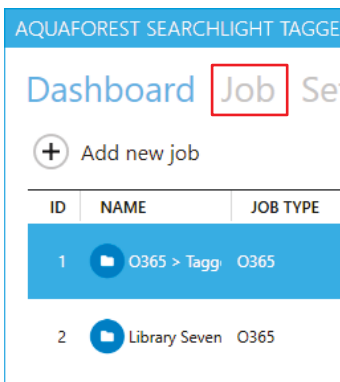 AQUAFOREST SEARCHLIGHT TAGGE
Dashboard Job Se
Add new job
ID NAME JOB TYPE
1 O365 > Tagg O365
2 Library Seven O365